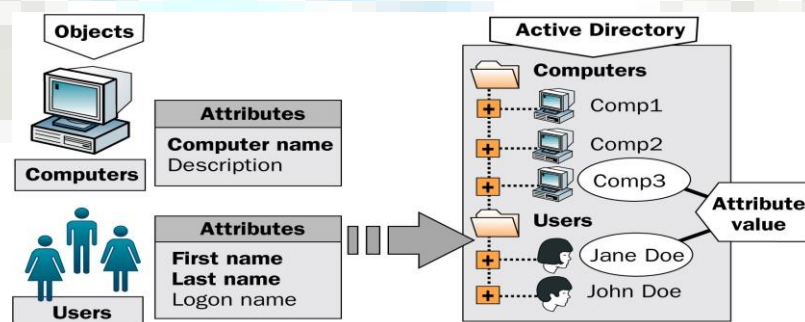 Objects
Computers
Attributes
Computer name
Description
Users
Attributes
First name
Last name
Logon name
Active Directory
Computers
Comp1
Comp2
Comp3
Users
Jane Doe
John Doe
Attribute
value